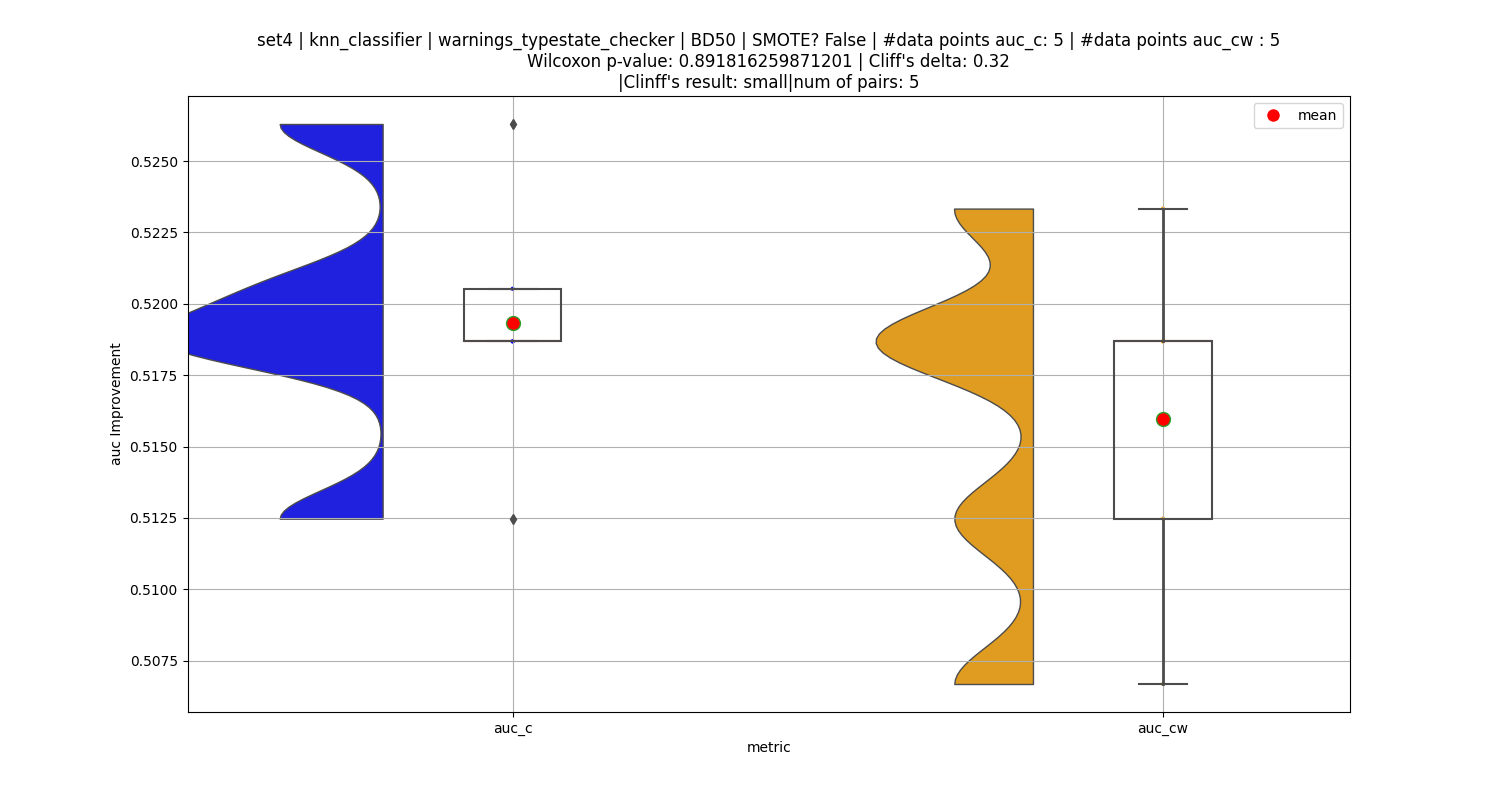 set4 | knn_classifier | warnings_typestate_checker | BD50 | SMOTE? False | #data points auc_c: 5 | #data points auc_cw : 5
Wilcoxon p-value: 0.891816259871201 | Cliff's delta: 0.32
|Clinff's result: small|num of pairs: 5
mean
0.5250
0.5225
0.5200
0.5175
0.5150
0.5125
0.5100
0.5075
auc Improvement
auc_c
auc_cw
metric